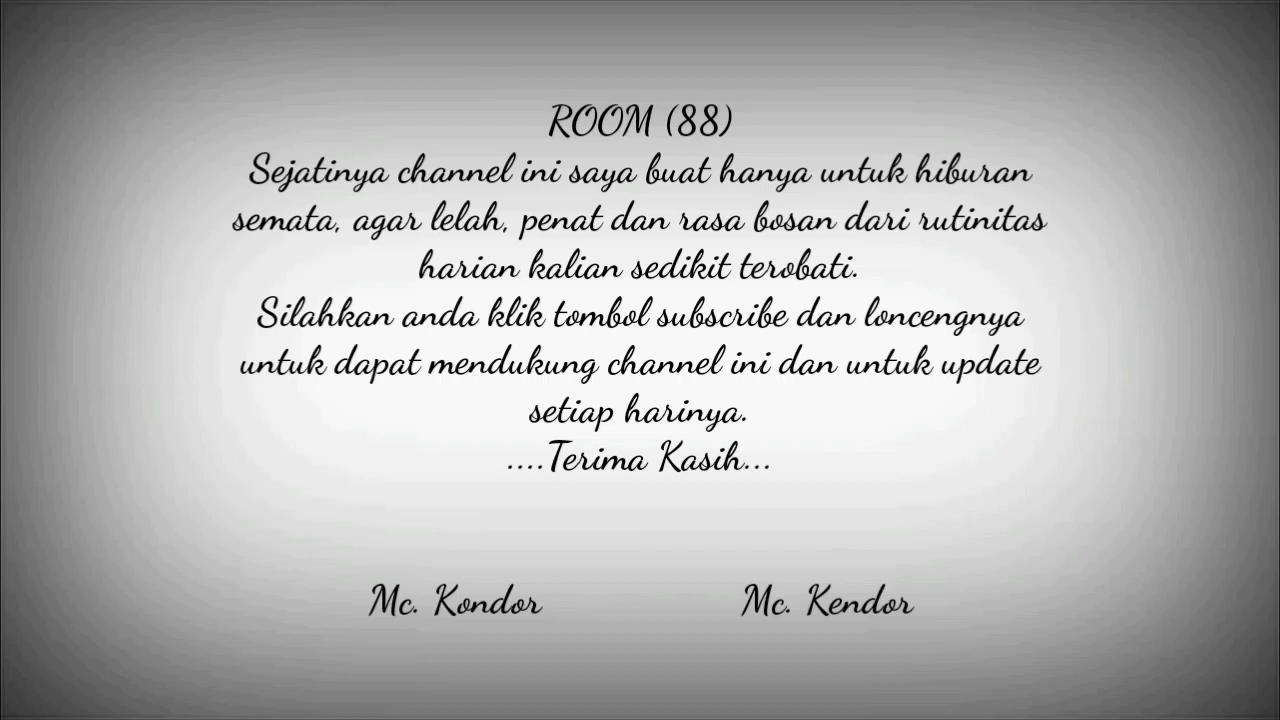 ROOM (88)
Sejatinya channel ini saya buat hanya untuk hiburan
semata, agar lelah, penat dan rasa bosan dari rutinitas
harian kalian sedikit terobati.
Silahkan anda klik tombol subscribe dan loncengnya
untuk dapat mendukung channel ini dan untuk update
setiap harinya.
....Terima Kasih...
Mc. Kondor
Mc. Kendor